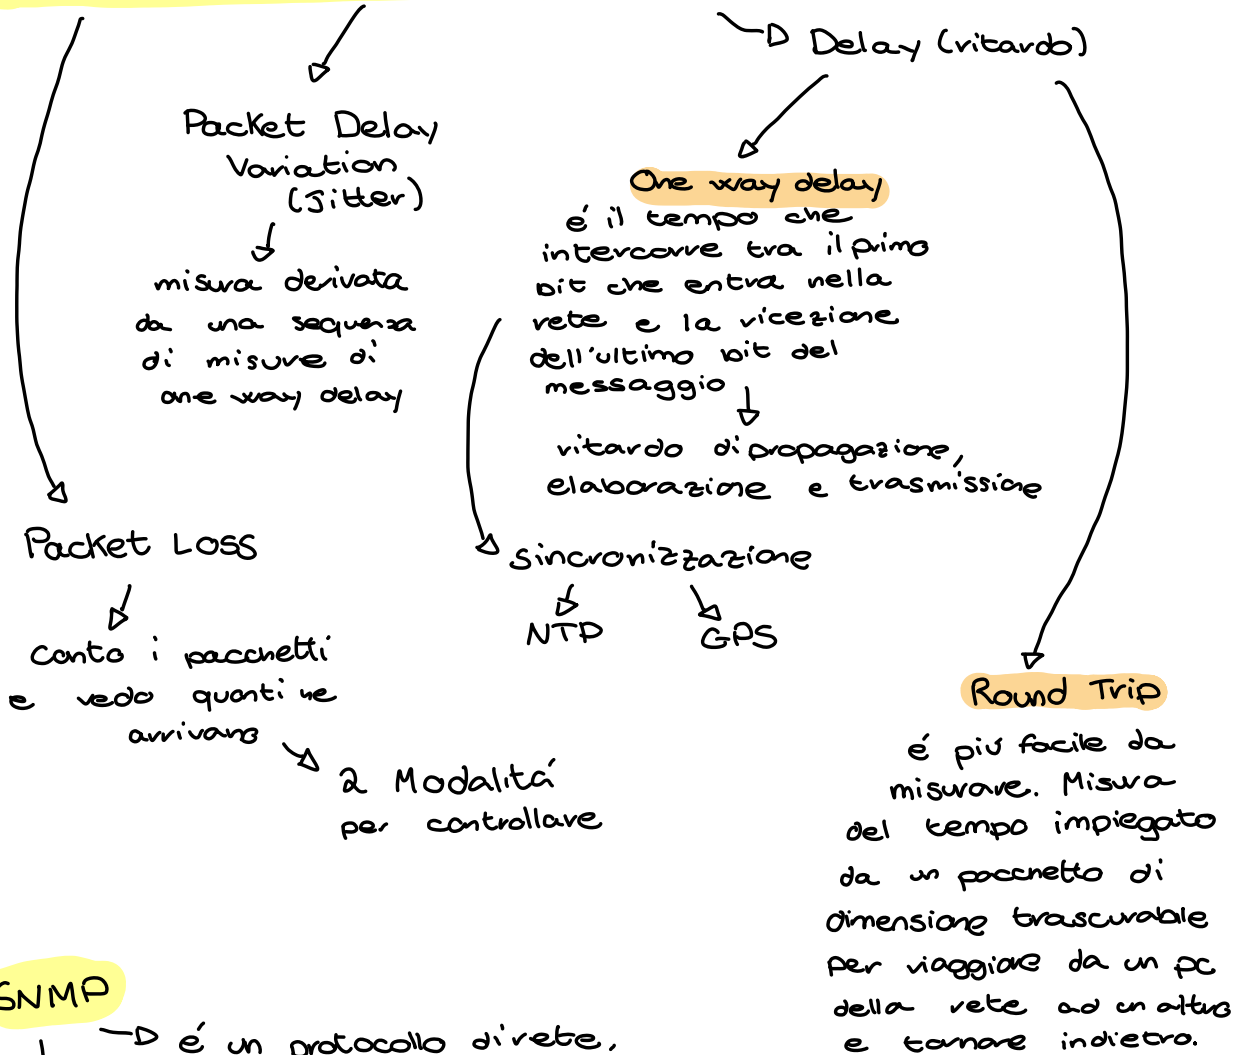 Delay (ritardo)
Packet Delay
Variation
(Jitter)
misura derivata
da una sequenza
di misure di
one way delay
One way delay
é il tempo che
intercorre tra il primo
bit che entra nella
rete e la ricezione
dell'ultimo bit del
messaggio
ritardo di propagazione,
elaborazione e trasmissione
sincronizzazione
NTP
GPS
Packet Loss
conto i pacchetti
e vedo quanti ne
arrivano
2 Modalitá
per controllare
Round Trip
é piú facile da
misurare. Misura
del tempo impiegato
da un pacchetto di
dimensione trascurabile
per viaggiare da un pc
della rete ad un altro
e tornare indietro.
SNMP
é un protocollo di rete,